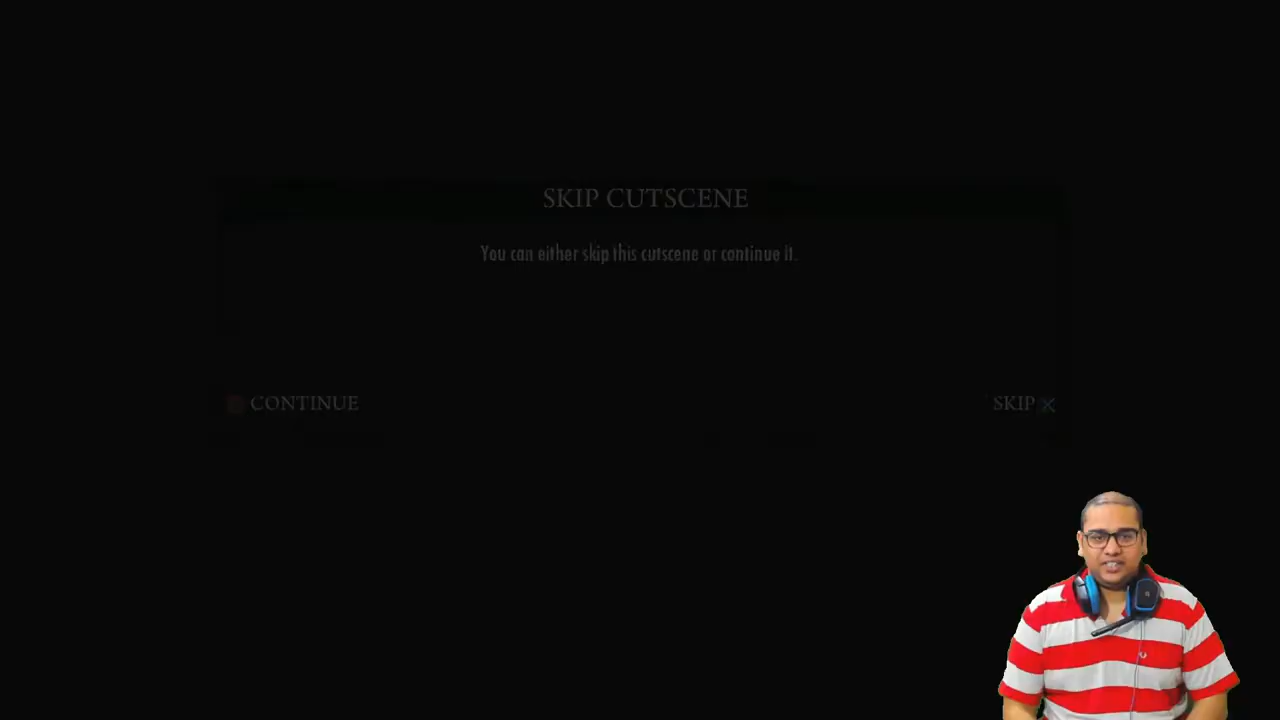 SKIP CUTSCENE
You can either skip this cutscene or continue it.
CONTINUE
SKIP